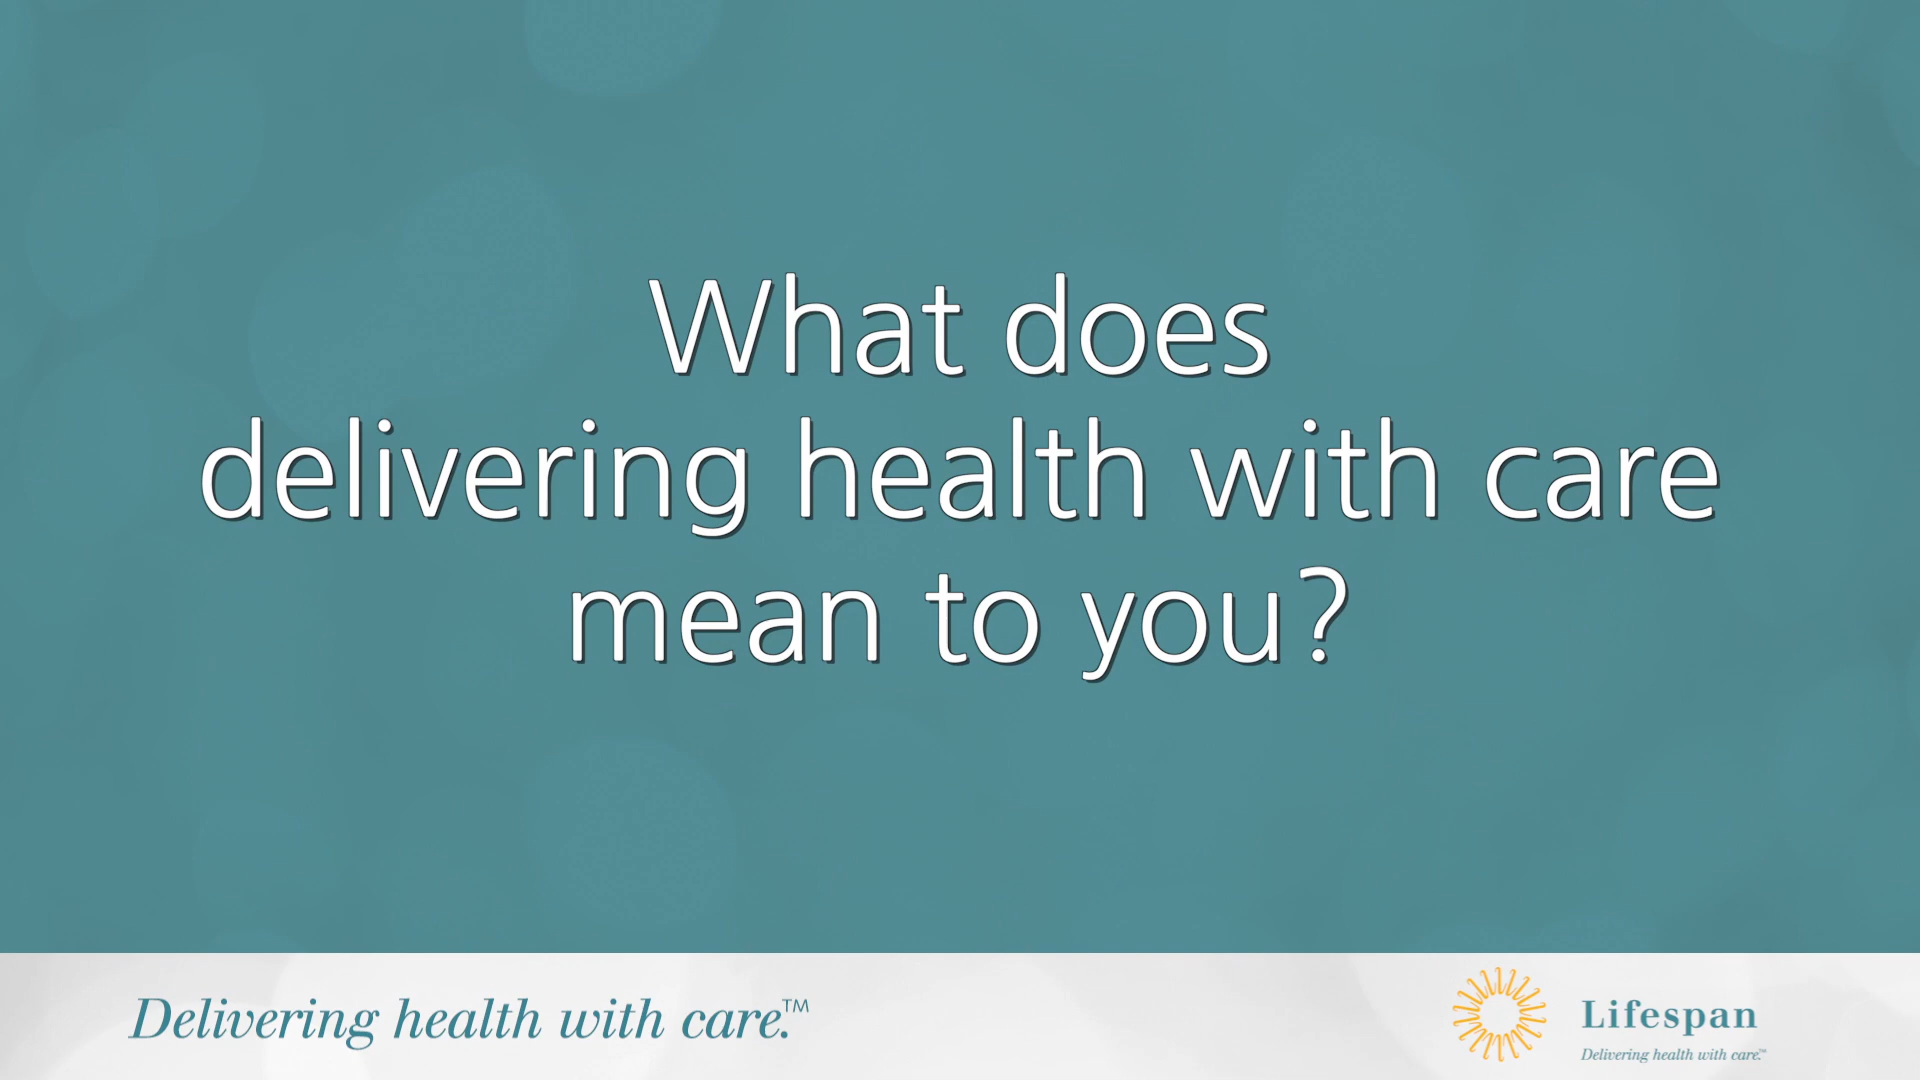 What does
delivering health with care
mean to you?
Delivering health with care.™
Lifespan
Delivering health with care.™